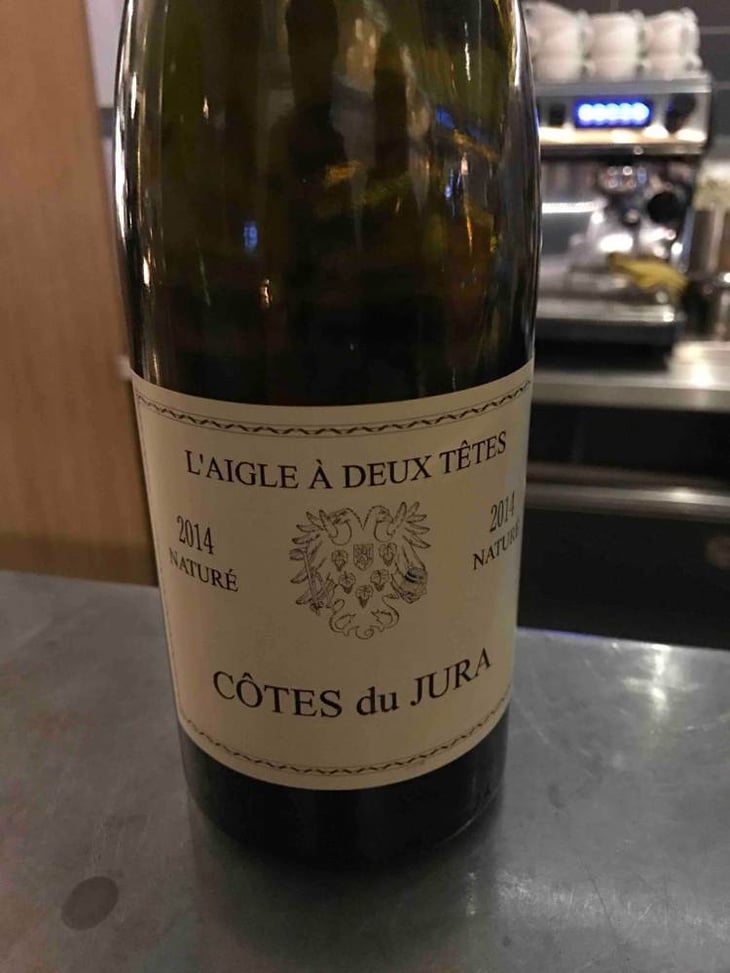 L'AIGLE À DEUX TÊTES
2014
NATURÉ
2014
NATURÉ
CÔTES du JURA